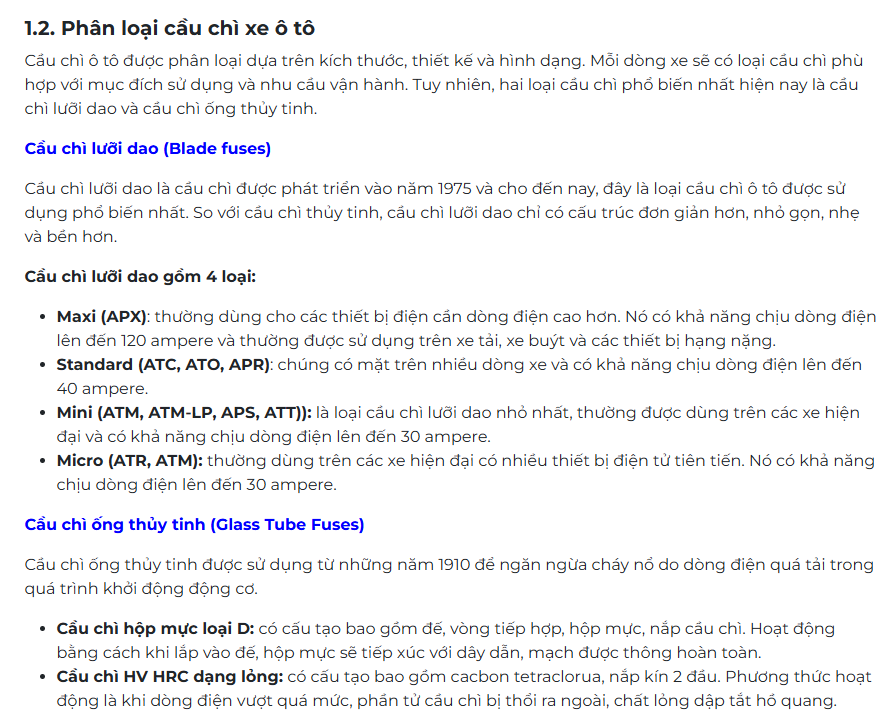 1.2. Phân loại cầu chì xe ô tô
Cầu chì ô tô được phân loại dựa trên kích thước, thiết kế và hình dạng. Mỗi dòng xe sẽ có loại cầu chì phù
hợp với mục đích sử dụng và nhu cầu vận hành. Tuy nhiên, hai loại cầu chì phổ biến nhất hiện nay là cầu
chì lưỡi dao và cầu chì ống thủy tinh.
Cầu chì lưỡi dao (Blade fuses)
Cầu chì lưỡi dao là cầu chì được phát triển vào năm 1975 và cho đến nay, đây là loại cầu chì ô tô được sử
dụng phổ biến nhất. So với cầu chì thủy tinh, cầu chì lưỡi dao chỉ có cấu trúc đơn giản hơn, nhỏ gọn, nhẹ
và bền hơn.
Cầu chì lưỡi dao gồm 4 loại:
• Maxi (APX): thường dùng cho các thiết bị điện cần dòng điện cao hơn. Nó có khả năng chịu dòng điện
lên đến 120 ampere và thường được sử dụng trên xe tải, xe buýt và các thiết bị hạng nặng.
• Standard (ATC, ATO, APR): chúng có mặt trên nhiều dòng xe và có khả năng chịu dòng điện lên đến
40 ampere.
• Mini (ATM, ATM-LP, APS, ATT)): là loại cầu chì lưỡi dao nhỏ nhất, thường được dùng trên các xe hiện
đại và có khả năng chịu dòng điện lên đến 30 ampere.
• Micro (ATR, ATM): thường dùng trên các xe hiện đại có nhiều thiết bị điện tử tiên tiến. Nó có khả năng
chịu dòng điện lên đến 30 ampere.
Cầu chì ống thủy tinh (Glass Tube Fuses)
Cầu chì ống thủy tinh được sử dụng từ những năm 1910 để ngăn ngừa cháy nổ do dòng điện quá tải trong
quá trình khởi động động cơ.
• Cầu chì hộp mực loại D: có cấu tạo bao gồm đế, vòng tiếp hợp, hộp mực, nắp cầu chì. Hoạt động
bằng cách khi lắp vào đế, hộp mực sẽ tiếp xúc với dây dẫn, mạch được thông hoàn toàn.
• Cầu chì HV HRC dạng lỏng: có cấu tạo bao gồm cacbon tetraclorua, nắp kín 2 đầu. Phương thức hoạt
động là khi dòng điện vượt quá mức, phần tử cầu chì bị thổi ra ngoài, chất lỏng dập tắt hồ quang.